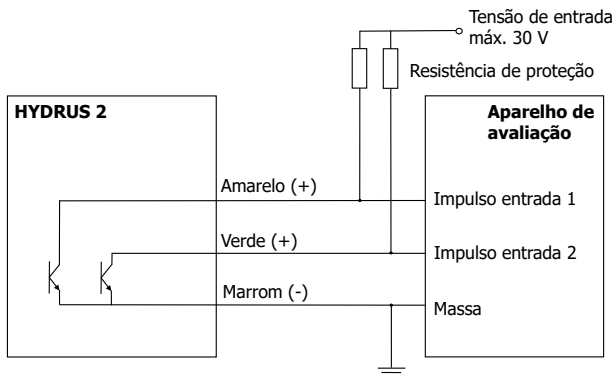 Tensão de entrada
máx. 30 V
Resistência de proteção
HYDRUS 2
Aparelho de
avaliação
Amarelo (+)
Impulso entrada 1
Verde (+)
Impulso entrada 2
Marrom (-)
Massa